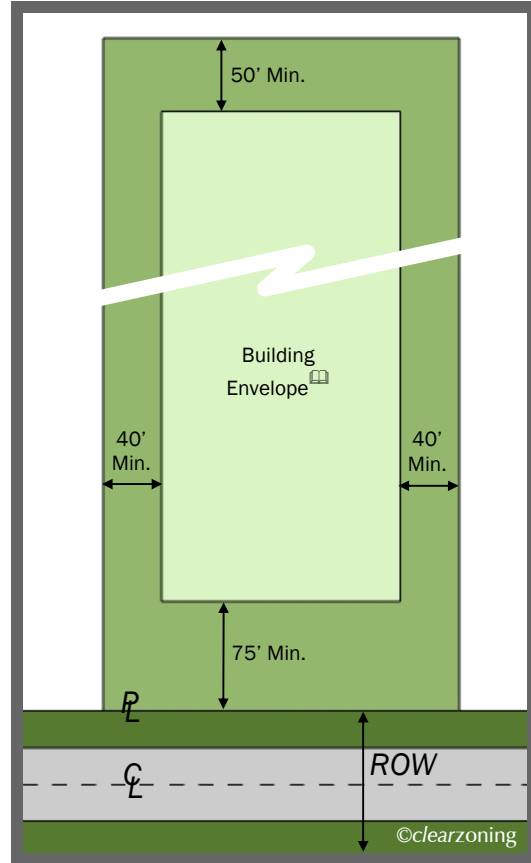 50’ Min.
Building
Envelope
40’
Min.
40’
Min.
75’ Min.
PL
CL
ROW
©clearzoning